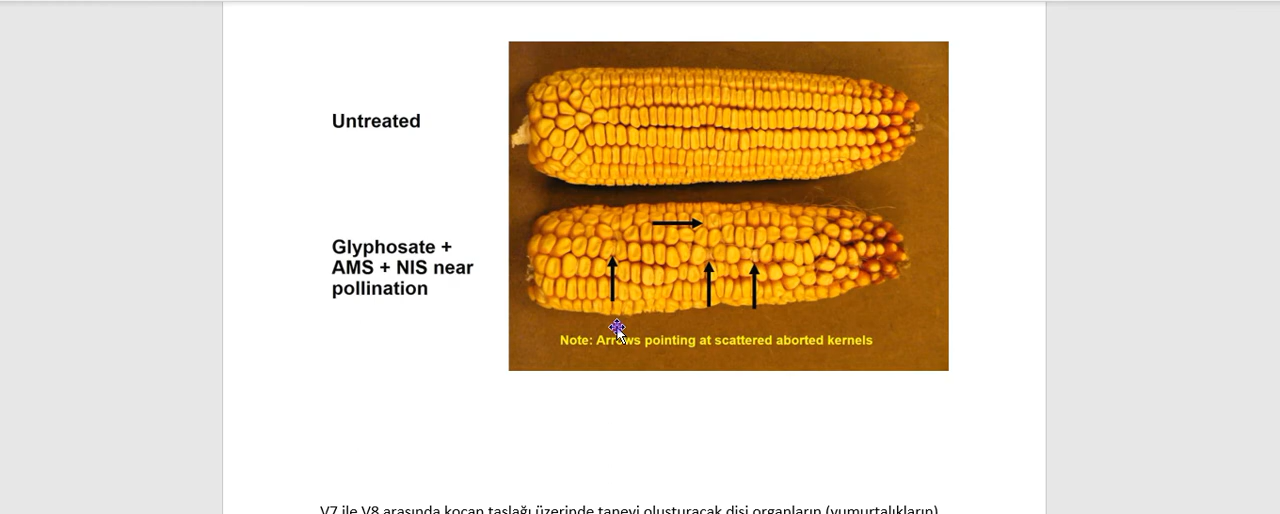 Untreated
Glyphosate +
AMS + NIS near
pollination
Note: Arrows pointing at scattered aborted kernels
V7 ile V8 arasında koçan taslağı üzerinde taneyi oluşturacak dişi organların (yumurtalıkların)